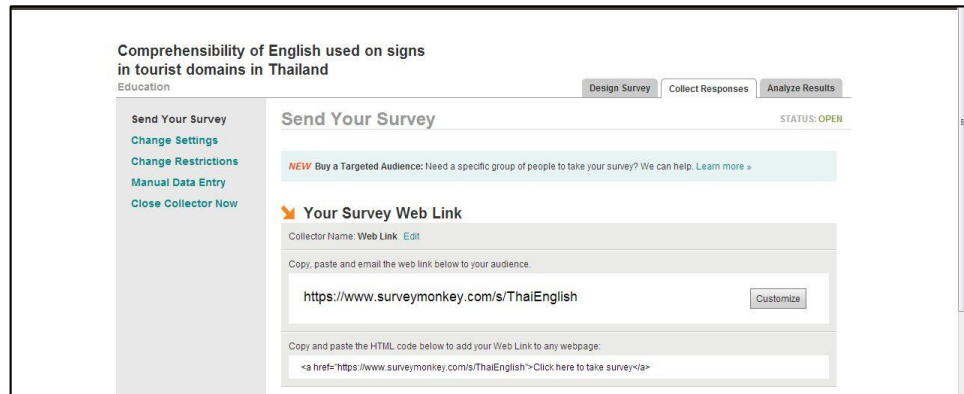 Comprehensibility of English used on signs
in tourist domains in Thailand
Education
Design Survey
Collect Responses
Analyze Results
Send Your Survey
Change Settings
Change Restrictions
Manual Data Entry
Close Collector Now
Send Your Survey
STATUS: OPEN
NEW Buy a Targeted Audience: Need a specific group of people to take your survey? We can help. Learn more »
Your Survey Web Link
Collector Name: Web Link Edit
Copy, paste and email the web link below to your audience.
https://www.surveymonkey.com/s/ThaiEnglish
Customize
Copy and paste the HTML code below to add your Web Link to any webpage:
<a href="https://www.surveymonkey.com/s/ThaiEnglish">Click here to take survey</a>